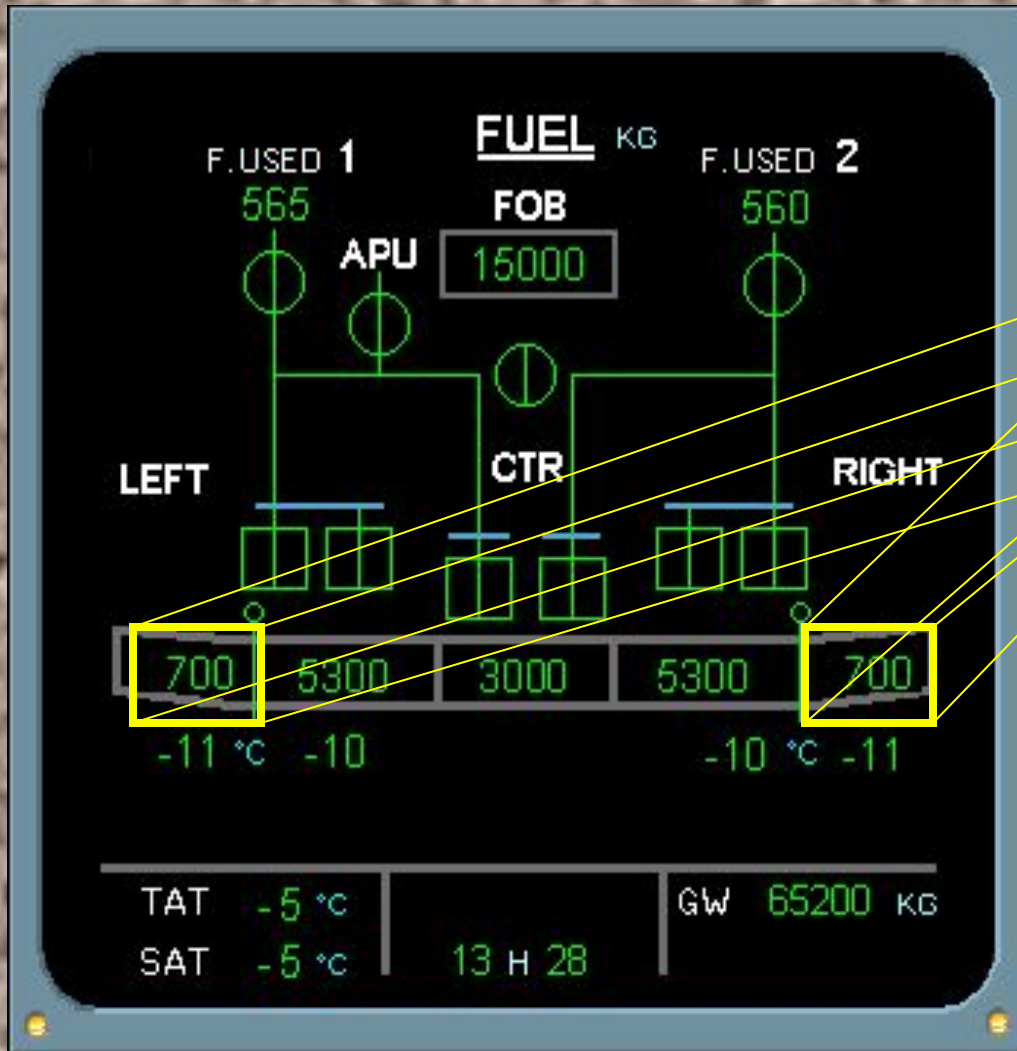 FUEL KG
F.USED 1
F.USED 2
565
FOB
560
APU
15000
LEFT
CTR
RIGHT
700 5300 3000 5300 700
-11 °C -10
-10 °C -11
TAT -5 °C
GW 65200 KG
SAT -5 °C
13 H 28